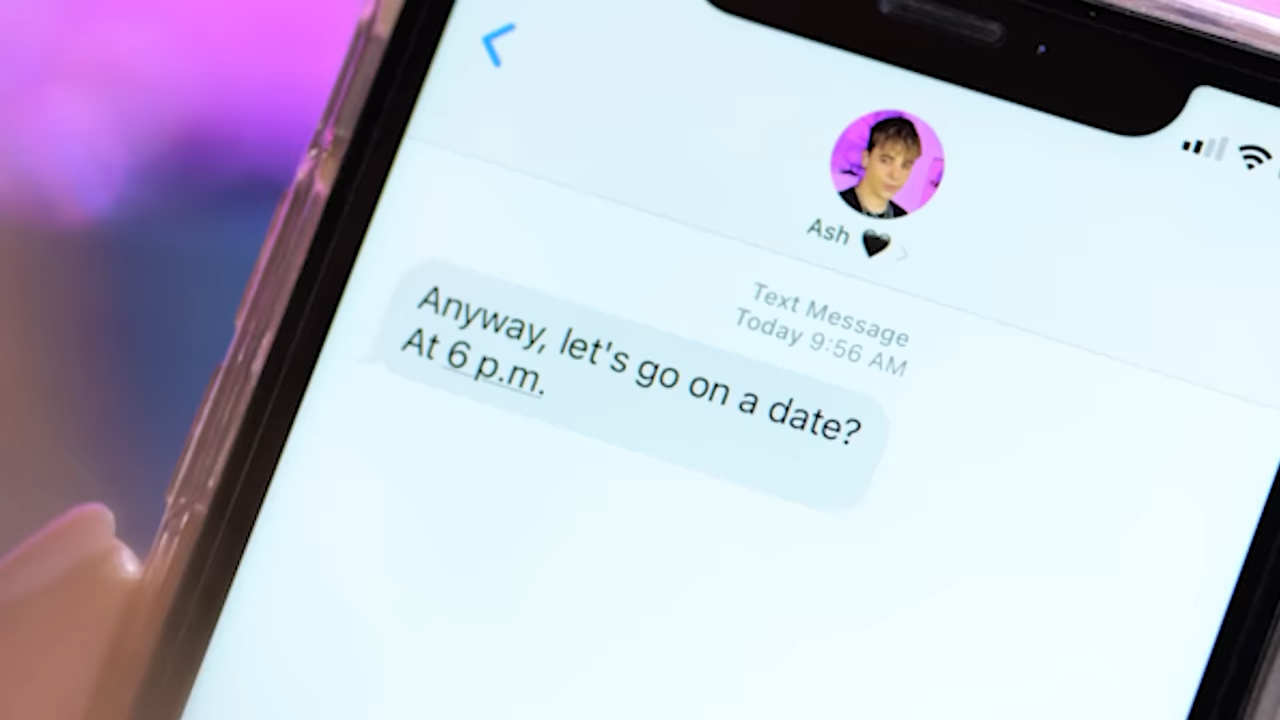 Ash 🖤
Text Message
Today 9:56 AM
Anyway, let's go on a date?
At 6 p.m.